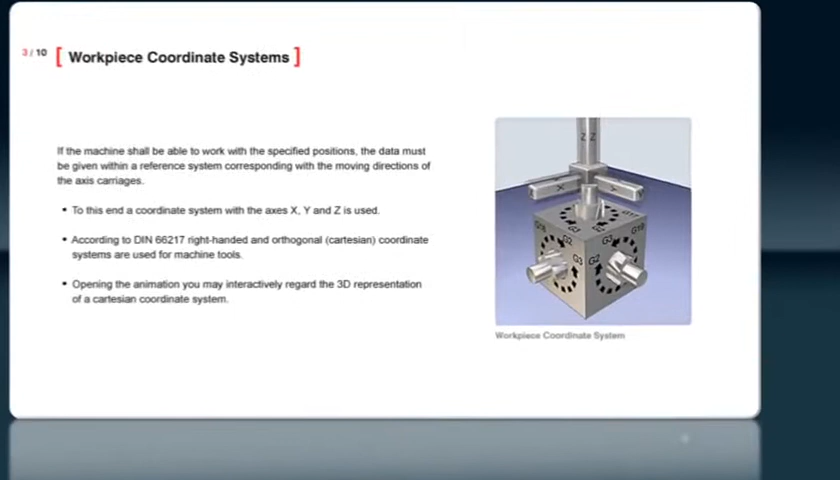 3 / 10 [ Workpiece Coordinate Systems ]
If the machine shall be able to work with the specified positions, the data must
be given within a reference system corresponding with the moving directions of
the axis carriages.
• To this end a coordinate system with the axes X, Y and Z is used.
• According to DIN 66217 right-handed and orthogonal (cartesian) coordinate
systems are used for machine tools.
• Opening the animation you may interactively regard the 3D representation
of a cartesian coordinate system.
Z Z
X Y
G17
G3 G2
G18 G2 G3 G19
G3 G2
Workpiece Coordinate System